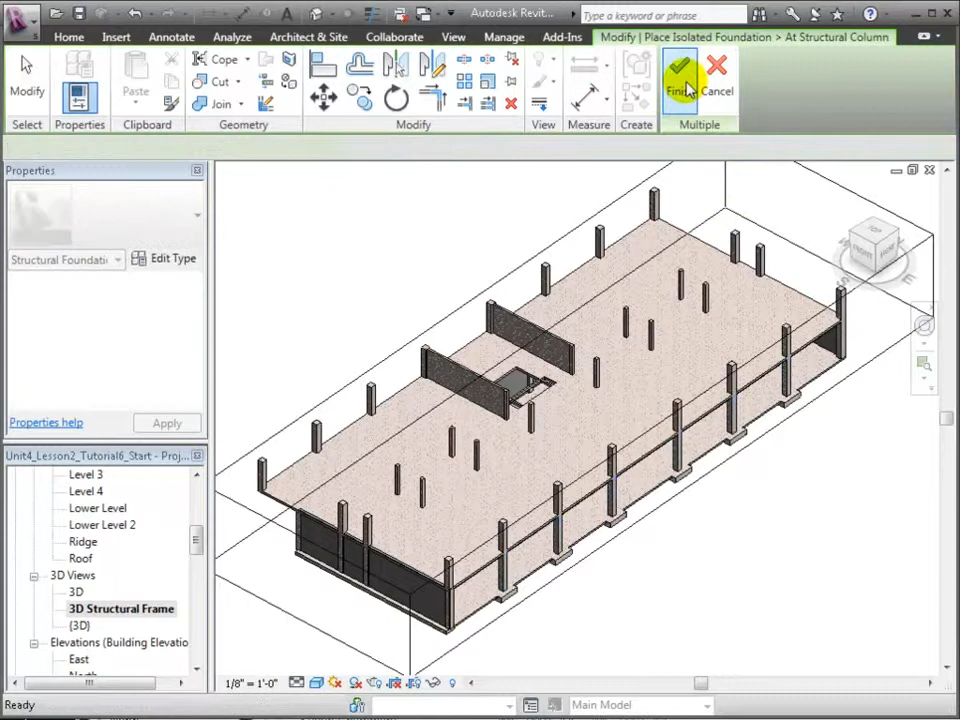 Autodesk Revit...
Type a keyword or phrase
Home Insert Annotate Analyze Architect & Site Collaborate View Manage Add-Ins Modify | Place Isolated Foundation > At Structural Column
Modify Paste Cope Cut Join Cancel
Select Properties Clipboard Geometry Modify View Measure Create Multiple
Properties
Structural Foundati
Edit Type
Properties help Apply
Unit4_Lesson2_Tutorial6_Start - Proj...
Level 3
Level 4
Lower Level
Lower Level 2
Ridge
Roof
3D Views
3D
3D Structural Frame
{3D}
Elevations (Building Elevatio
East
TOP
FRONT
1/8" = 1'-0"
Ready
Main Model